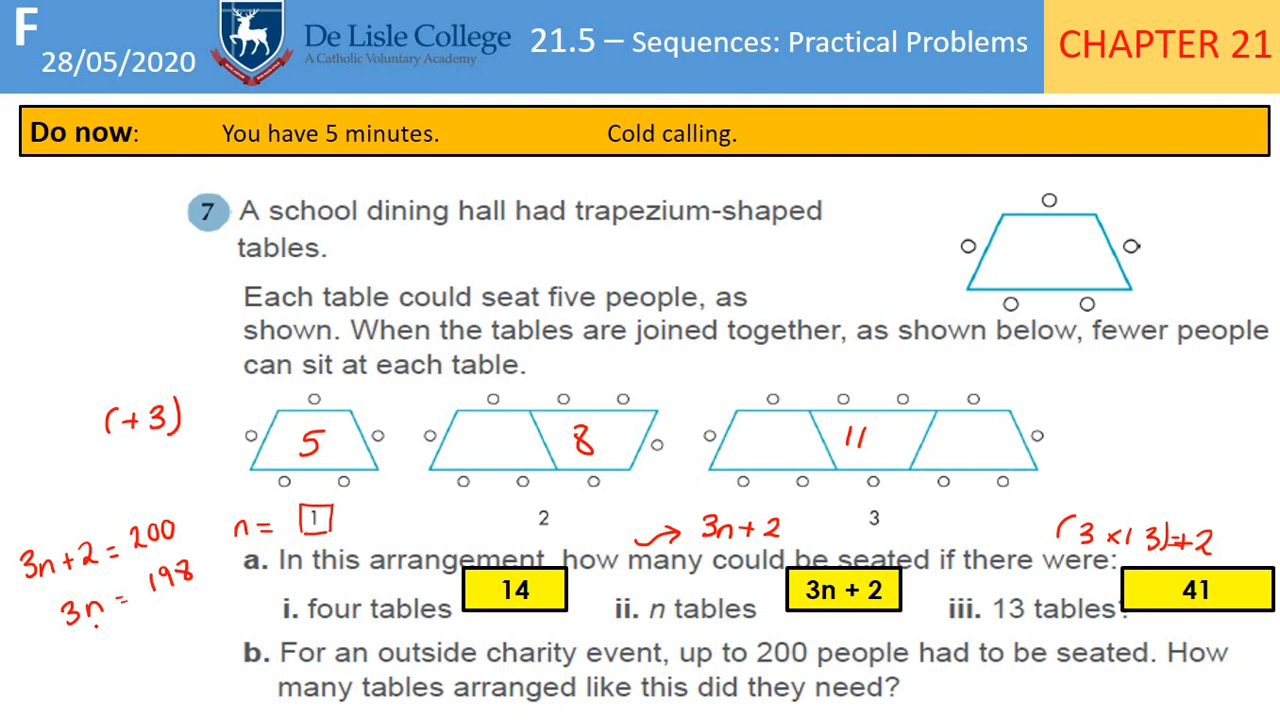 F
28/05/2020
De Lisle College
A Catholic Voluntary Academy
21.5 – Sequences: Practical Problems
CHAPTER 21
Do now: You have 5 minutes. Cold calling.
7 A school dining hall had trapezium-shaped
tables.
Each table could seat five people, as
shown. When the tables are joined together, as shown below, fewer people
can sit at each table.
(+3)
5 8 11
n = 1 2 3
3n+2
(3 × 13) + 2
3n+2 = 200
3n = 198
a. In this arrangement, how many could be seated if there were:
i. four tables 14 ii. n tables 3n + 2 iii. 13 tables? 41
b. For an outside charity event, up to 200 people had to be seated. How
many tables arranged like this did they need?